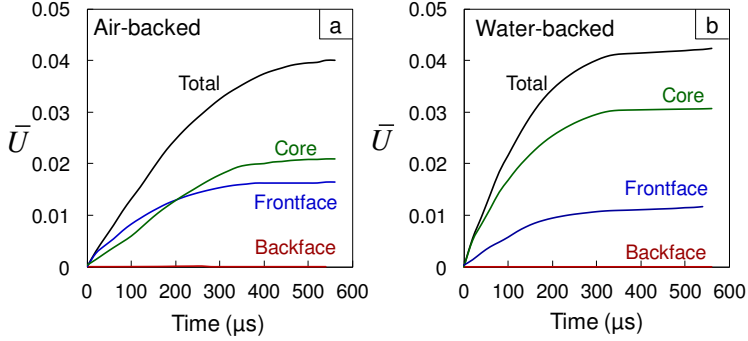 Air-backed
a
0.05
0.04
0.03
0.02
0.01
0
Ū
Total
Core
Frontface
Backface
0 100 200 300 400 500 600
Time (µs)
Water-backed
b
0.05
0.04
0.03
0.02
0.01
0
Ū
Total
Core
Frontface
Backface
0 100 200 300 400 500 600
Time (µs)